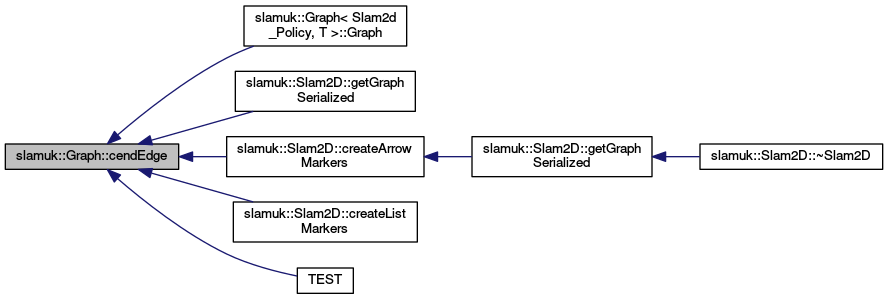 slamuk::Graph< Slam2d
_Policy, T >::Graph
slamuk::Slam2D::getGraph
Serialized
slamuk::Graph::cendEdge
slamuk::Slam2D::createArrow
Markers
slamuk::Slam2D::getGraph
Serialized
slamuk::Slam2D::~Slam2D
slamuk::Slam2D::createList
Markers
TEST